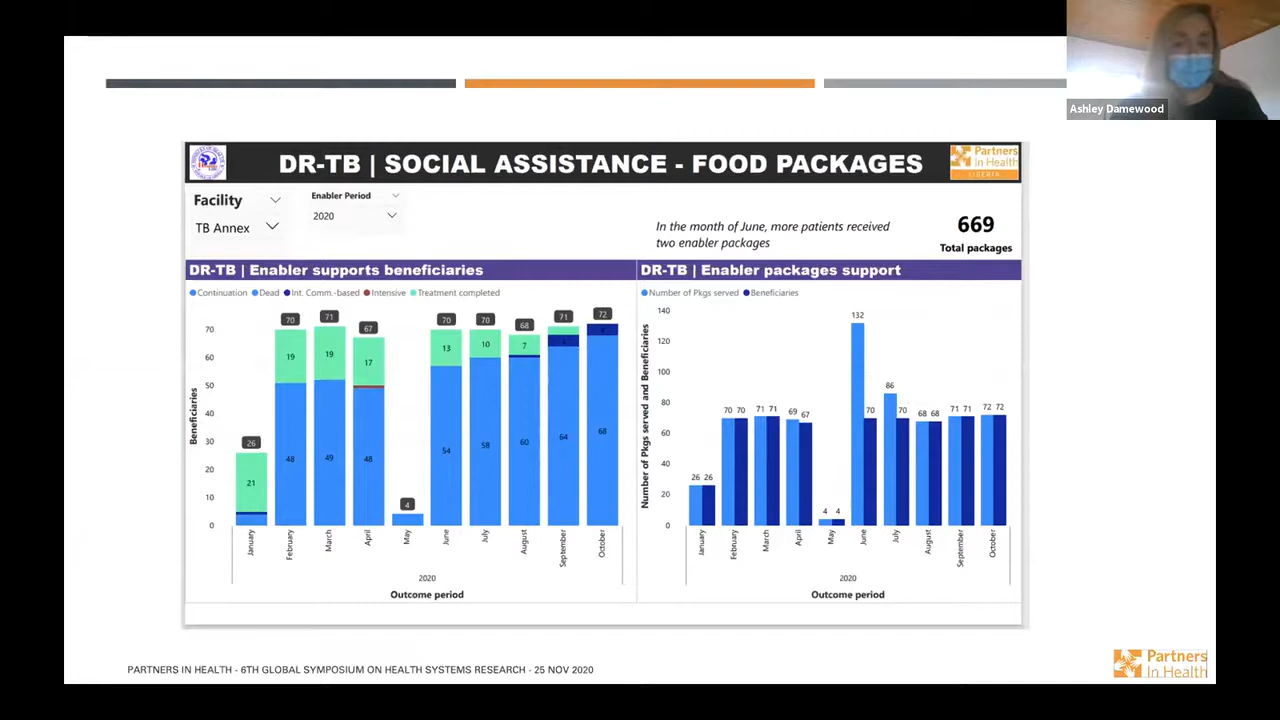 Ashley Damewood
DR-TB | SOCIAL ASSISTANCE - FOOD PACKAGES
Partners
In Health
LIBERIA
Facility
TB Annex
Enabler Period
2020
In the month of June, more patients received
two enabler packages
669
Total packages
DR-TB | Enabler supports beneficiaries
Continuation Dead Int. Comm.-based Intensive Treatment completed
Beneficiaries
70
60
50
40
30
20
10
0
26 70 71 67 4 70 70 68 71 72
21 19 19 17 13 10 7
48 49 48 54 58 60 64 68
January February March April May June July August September October
2020
Outcome period
DR-TB | Enabler packages support
Number of Pkgs served Beneficiaries
Number of Pkgs served and Beneficiaries
140
120
100
80
60
40
20
0
26 26 70 70 71 71 69 67 4 4 132 70 86 70 68 68 71 71 72 72
January February March April May June July August September October
2020
Outcome period
PARTNERS IN HEALTH - 6TH GLOBAL SYMPOSIUM ON HEALTH SYSTEMS RESEARCH - 25 NOV 2020
Partners
In Health